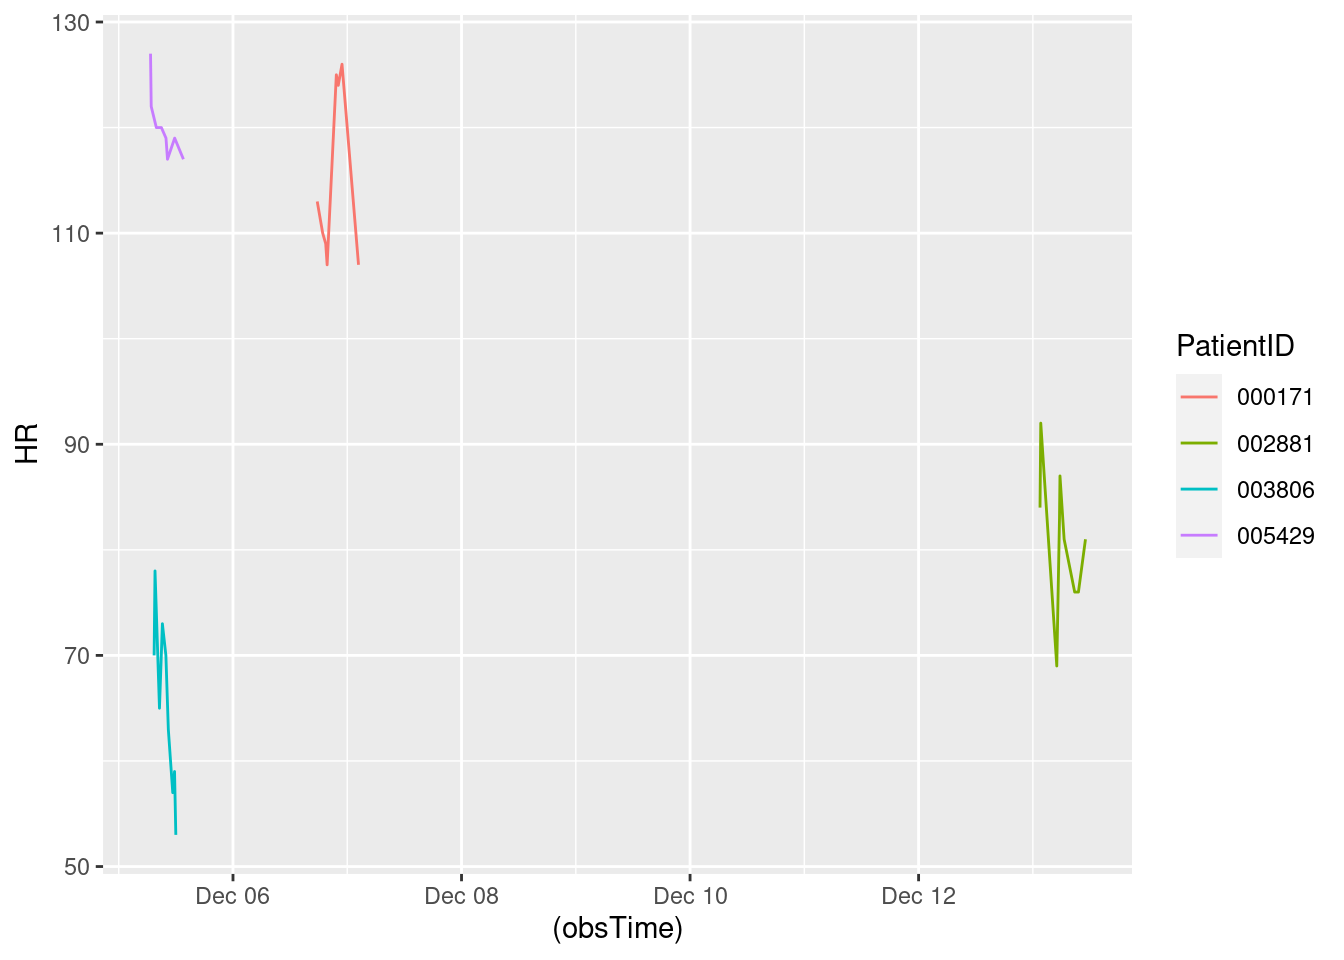 130
110
90
70
50
HR
Dec 06
Dec 08
Dec 10
Dec 12
(obsTime)
PatientID
000171
002881
003806
005429